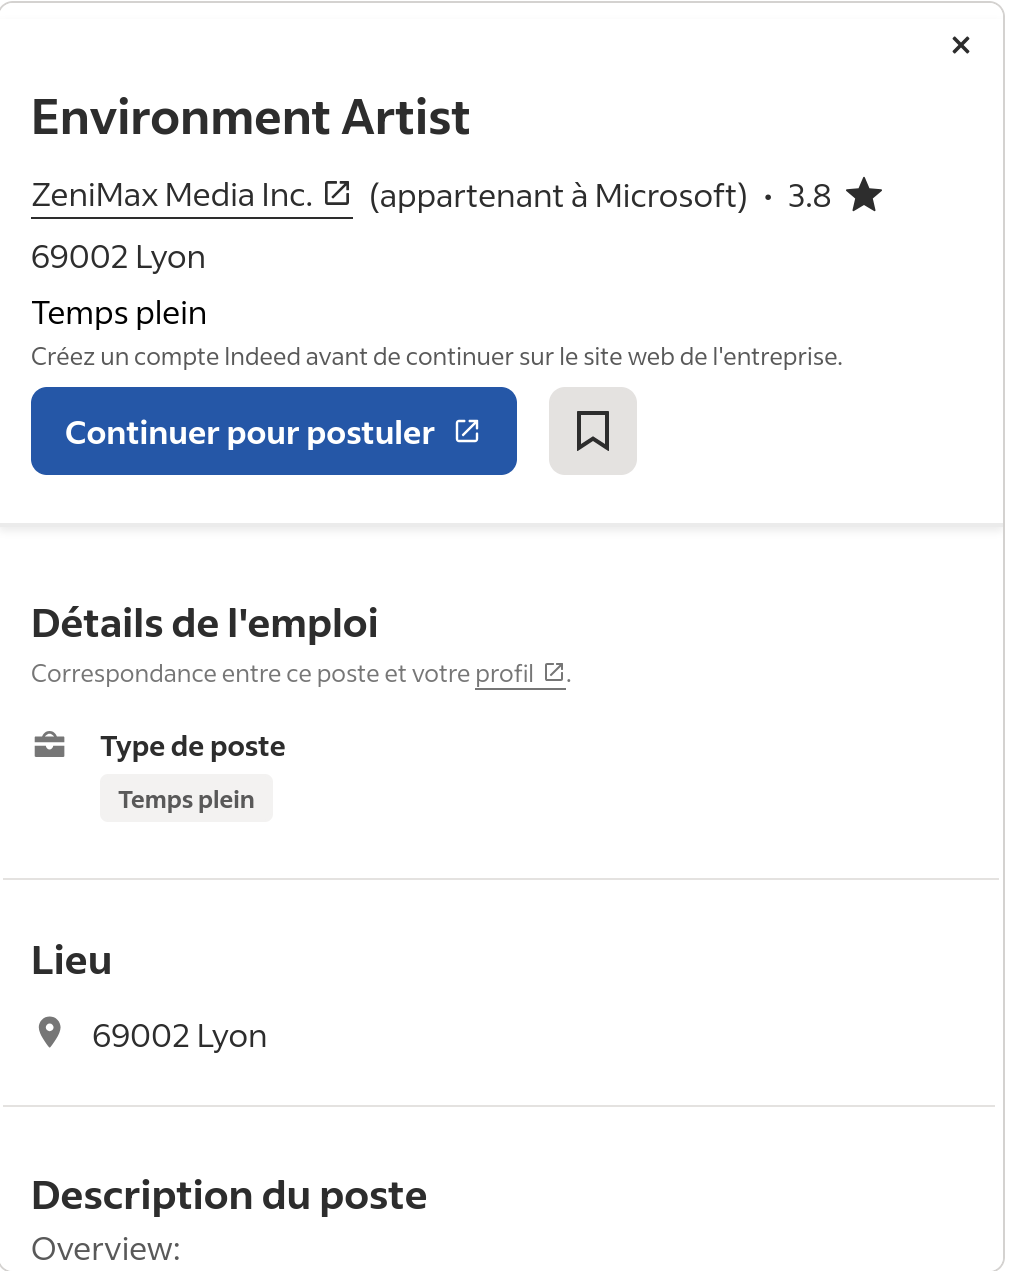 Environment Artist
ZeniMax Media Inc. (appartenant à Microsoft) • 3.8 ★
69002 Lyon
Temps plein
Créez un compte Indeed avant de continuer sur le site web de l'entreprise.
Continuer pour postuler
Détails de l'emploi
Correspondance entre ce poste et votre profil.
Type de poste
Temps plein
Lieu
69002 Lyon
Description du poste
Overview: